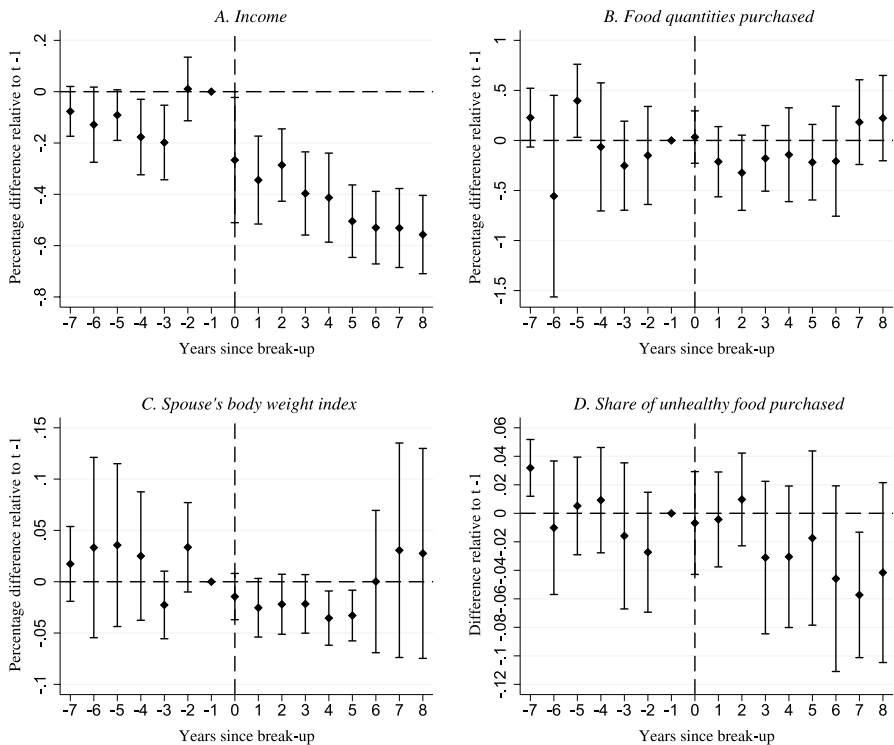 A. Income
Percentage difference relative to t -1
.2
0
-.2
-.4
-.6
-.8
-7 -6 -5 -4 -3 -2 -1 0 1 2 3 4 5 6 7 8
Years since break-up
B. Food quantities purchased
Percentage difference relative to t -1
1
.5
0
-.5
-1
-1.5
-7 -6 -5 -4 -3 -2 -1 0 1 2 3 4 5 6 7 8
Years since break-up
C. Spouse's body weight index
Percentage difference relative to t -1
.15
.1
.05
0
-.05
-.1
-7 -6 -5 -4 -3 -2 -1 0 1 2 3 4 5 6 7 8
Years since break-up
D. Share of unhealthy food purchased
Difference relative to t -1
.06
.04
.02
0
-.02
-.04
-.06
-.08
-.1
-.12
-7 -6 -5 -4 -3 -2 -1 0 1 2 3 4 5 6 7 8
Years since break-up